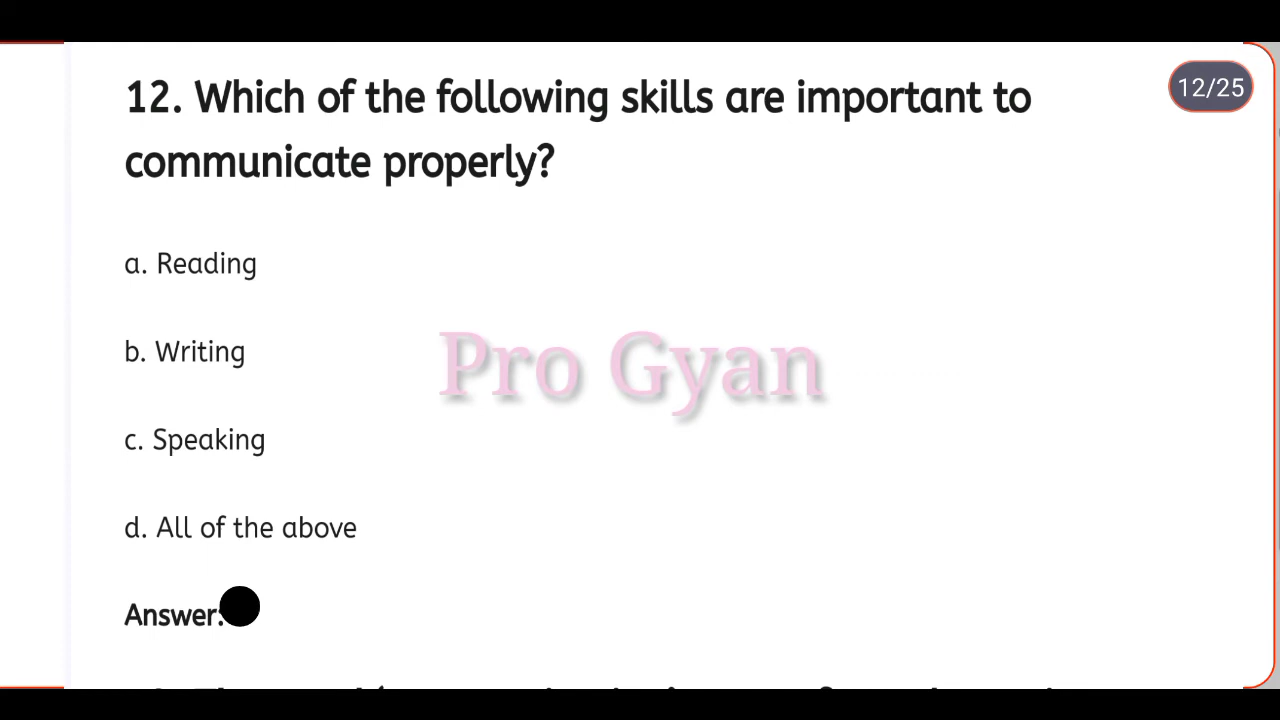 12. Which of the following skills are important to
12/25
communicate properly?
a. Reading
b. Writing
Pro Gyan
c. Speaking
d. All of the above
Answer: